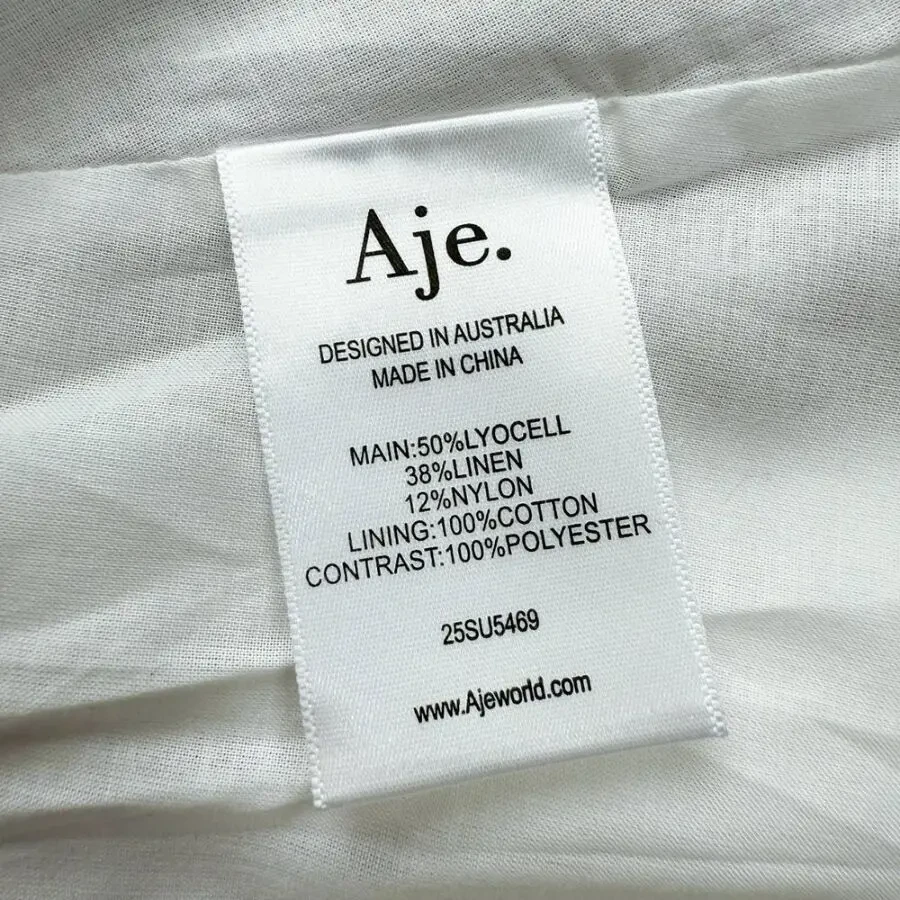 Aje.
DESIGNED IN AUSTRALIA
MADE IN CHINA
MAIN:50%LYOCELL
38%LINEN
12%NYLON
LINING:100%COTTON
CONTRAST:100%POLYESTER
25SU5469
www.Ajeworld.com